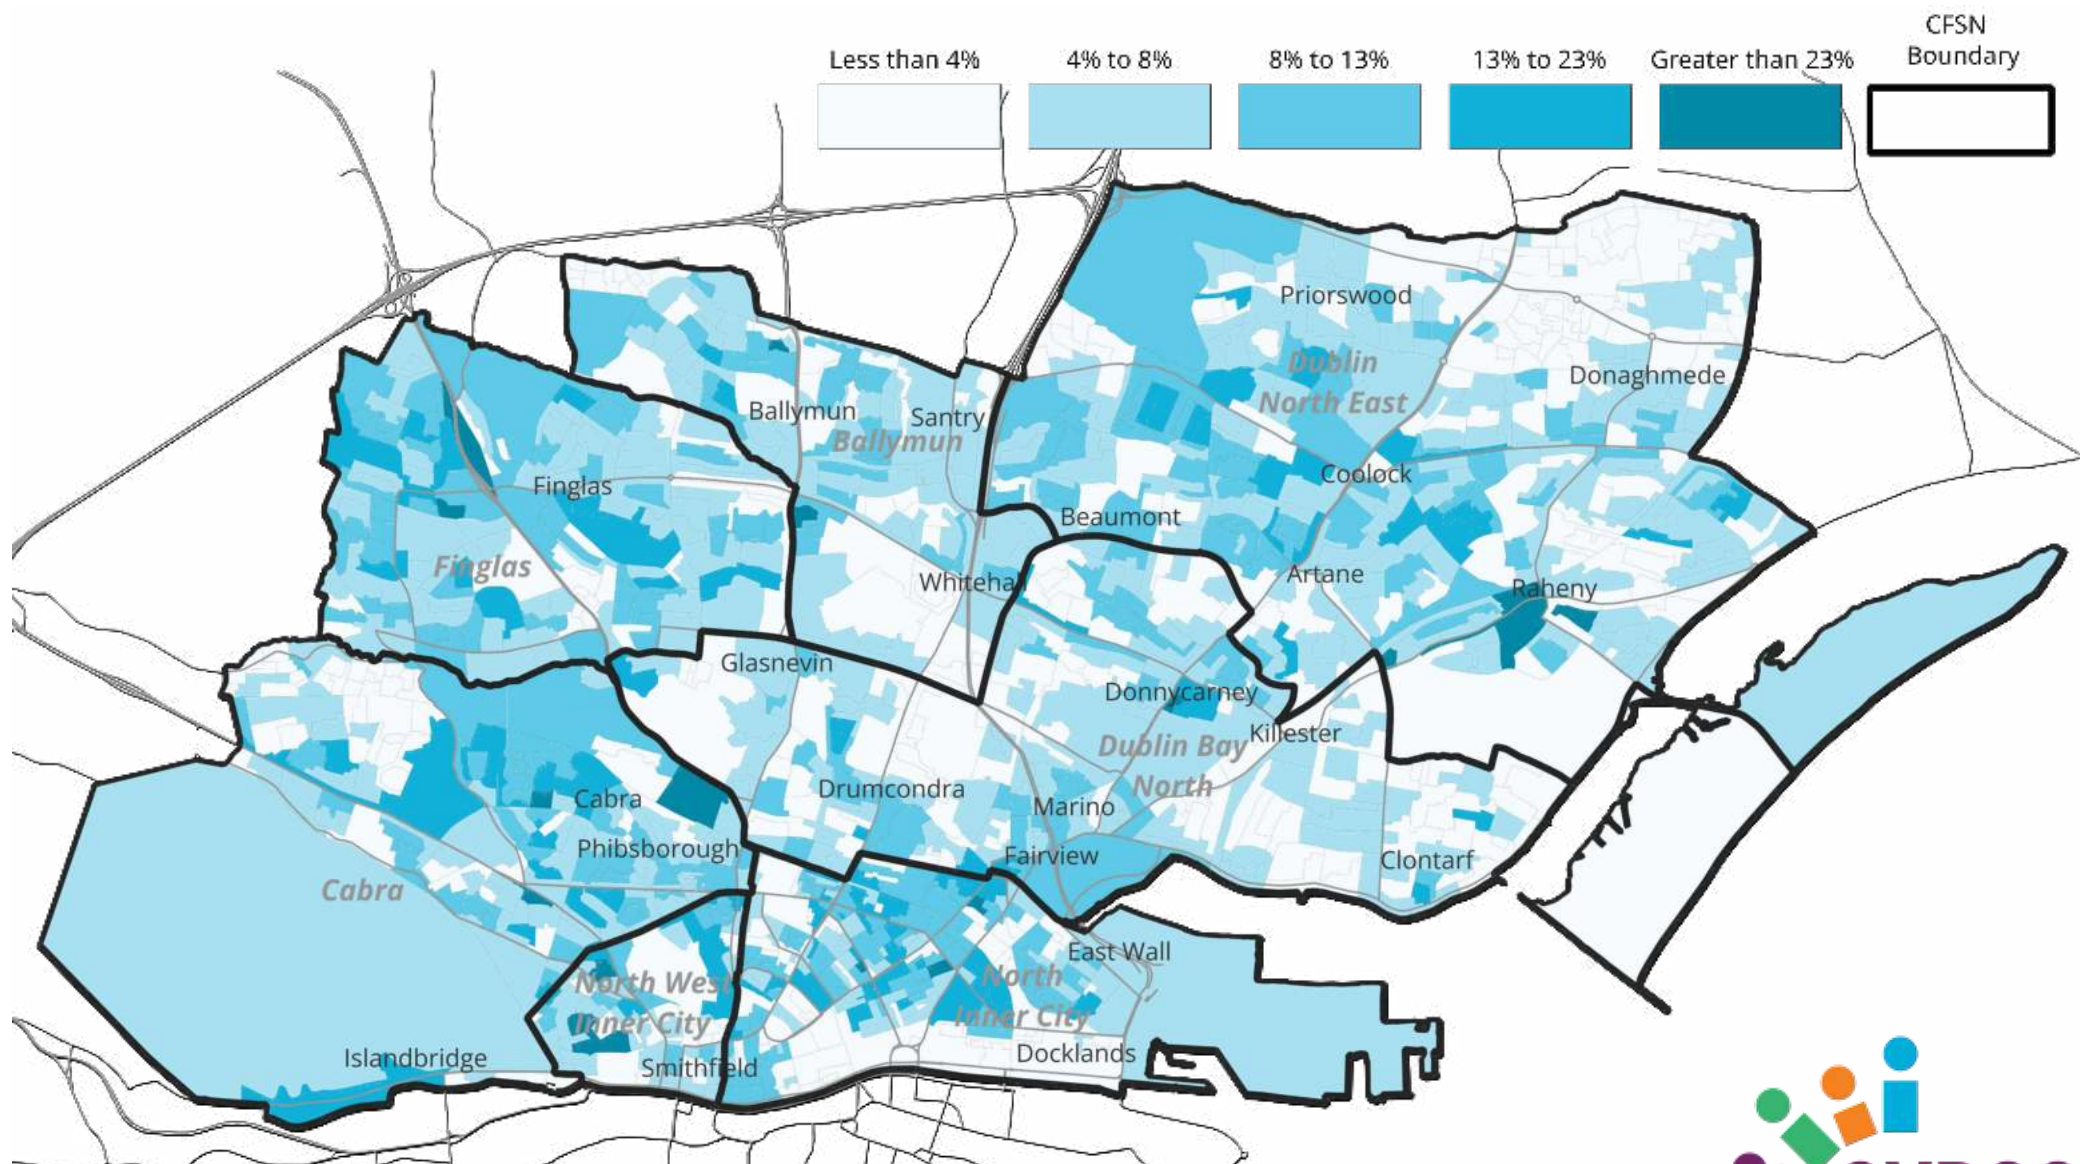 CFSN
Boundary
Less than 4%
4% to 8%
8% to 13%
13% to 23%
Greater than 23%
Priorswood
Dublin
North East
Donaghmede
Ballymun
Santry
Ballymun
Coolock
Finglas
Beaumont
Finglas
Whitehall
Artane
Raheny
Glasnevin
Donnycarney
Killester
Dublin Bay
North
Drumcondra
Cabra
Marino
Phibsborough
Fairview
Clontarf
Cabra
East Wall
North West
Inner City
North
Inner City
Docklands
Islandbridge
Smithfield